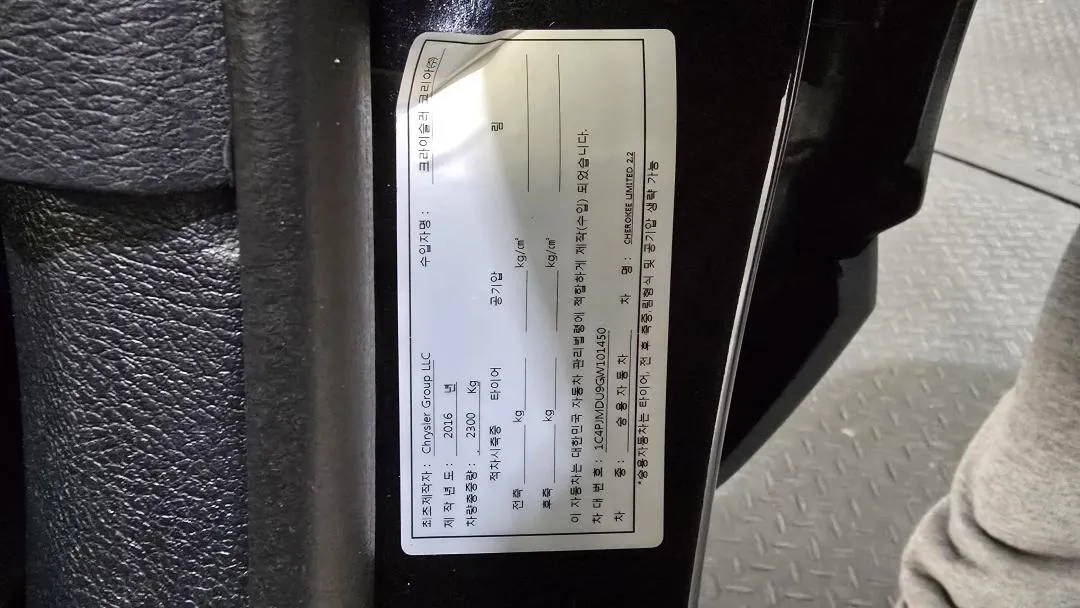 최초제작자 : Chrysler Group LLC 수입자명 : 크라이슬러 코리아(주)
제 작 년 도 : 2016 년
차량총중량 : 2300 Kg
적차시축중 타이어 공기압 림
전축 kg kg/㎠
후축 kg kg/㎠
이 자동차는 대한민국 자동차 관리법령에 적합하게 제작(수입) 되었습니다.
차 대 번 호 : 1C4PJMDU9GW101450
차 종 : 승용 자동차 차 명 : CHEROKEE LIMITED 2.2
*승용자동차는 타이어, 전 후 축중,림형식 및 공기압 생략 가능